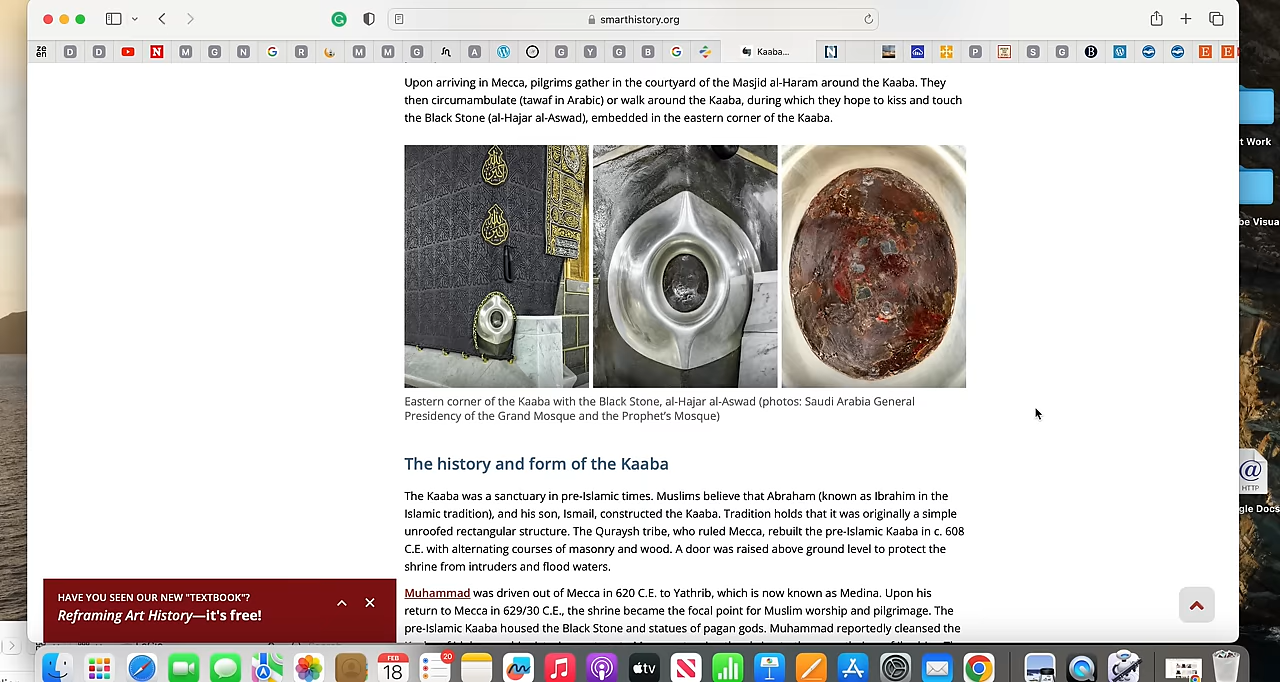 smarthistory.org
zē
en
D
D
N
M
G
N
G
R
M
M
G
A
G
Y
G
B
G
Kaaba...
N
P
S
G
B
E
E
Upon arriving in Mecca, pilgrims gather in the courtyard of the Masjid al-Haram around the Kaaba. They
then circumambulate (tawaf in Arabic) or walk around the Kaaba, during which they hope to kiss and touch
the Black Stone (al-Hajar al-Aswad), embedded in the eastern corner of the Kaaba.
t Work
be Visua
Eastern corner of the Kaaba with the Black Stone, al-Hajar al-Aswad (photos: Saudi Arabia General
Presidency of the Grand Mosque and the Prophet's Mosque)
The history and form of the Kaaba
@
HTTP
gle Docs
The Kaaba was a sanctuary in pre-Islamic times. Muslims believe that Abraham (known as Ibrahim in the
Islamic tradition), and his son, Ismail, constructed the Kaaba. Tradition holds that it was originally a simple
unroofed rectangular structure. The Quraysh tribe, who ruled Mecca, rebuilt the pre-Islamic Kaaba in c. 608
C.E. with alternating courses of masonry and wood. A door was raised above ground level to protect the
shrine from intruders and flood waters.
HAVE YOU SEEN OUR NEW "TEXTBOOK"?
Reframing Art History—it's free!
Muhammad was driven out of Mecca in 620 C.E. to Yathrib, which is now known as Medina. Upon his
return to Mecca in 629/30 C.E., the shrine became the focal point for Muslim worship and pilgrimage. The
pre-Islamic Kaaba housed the Black Stone and statues of pagan gods. Muhammad reportedly cleansed the
FEB
18
20
tv